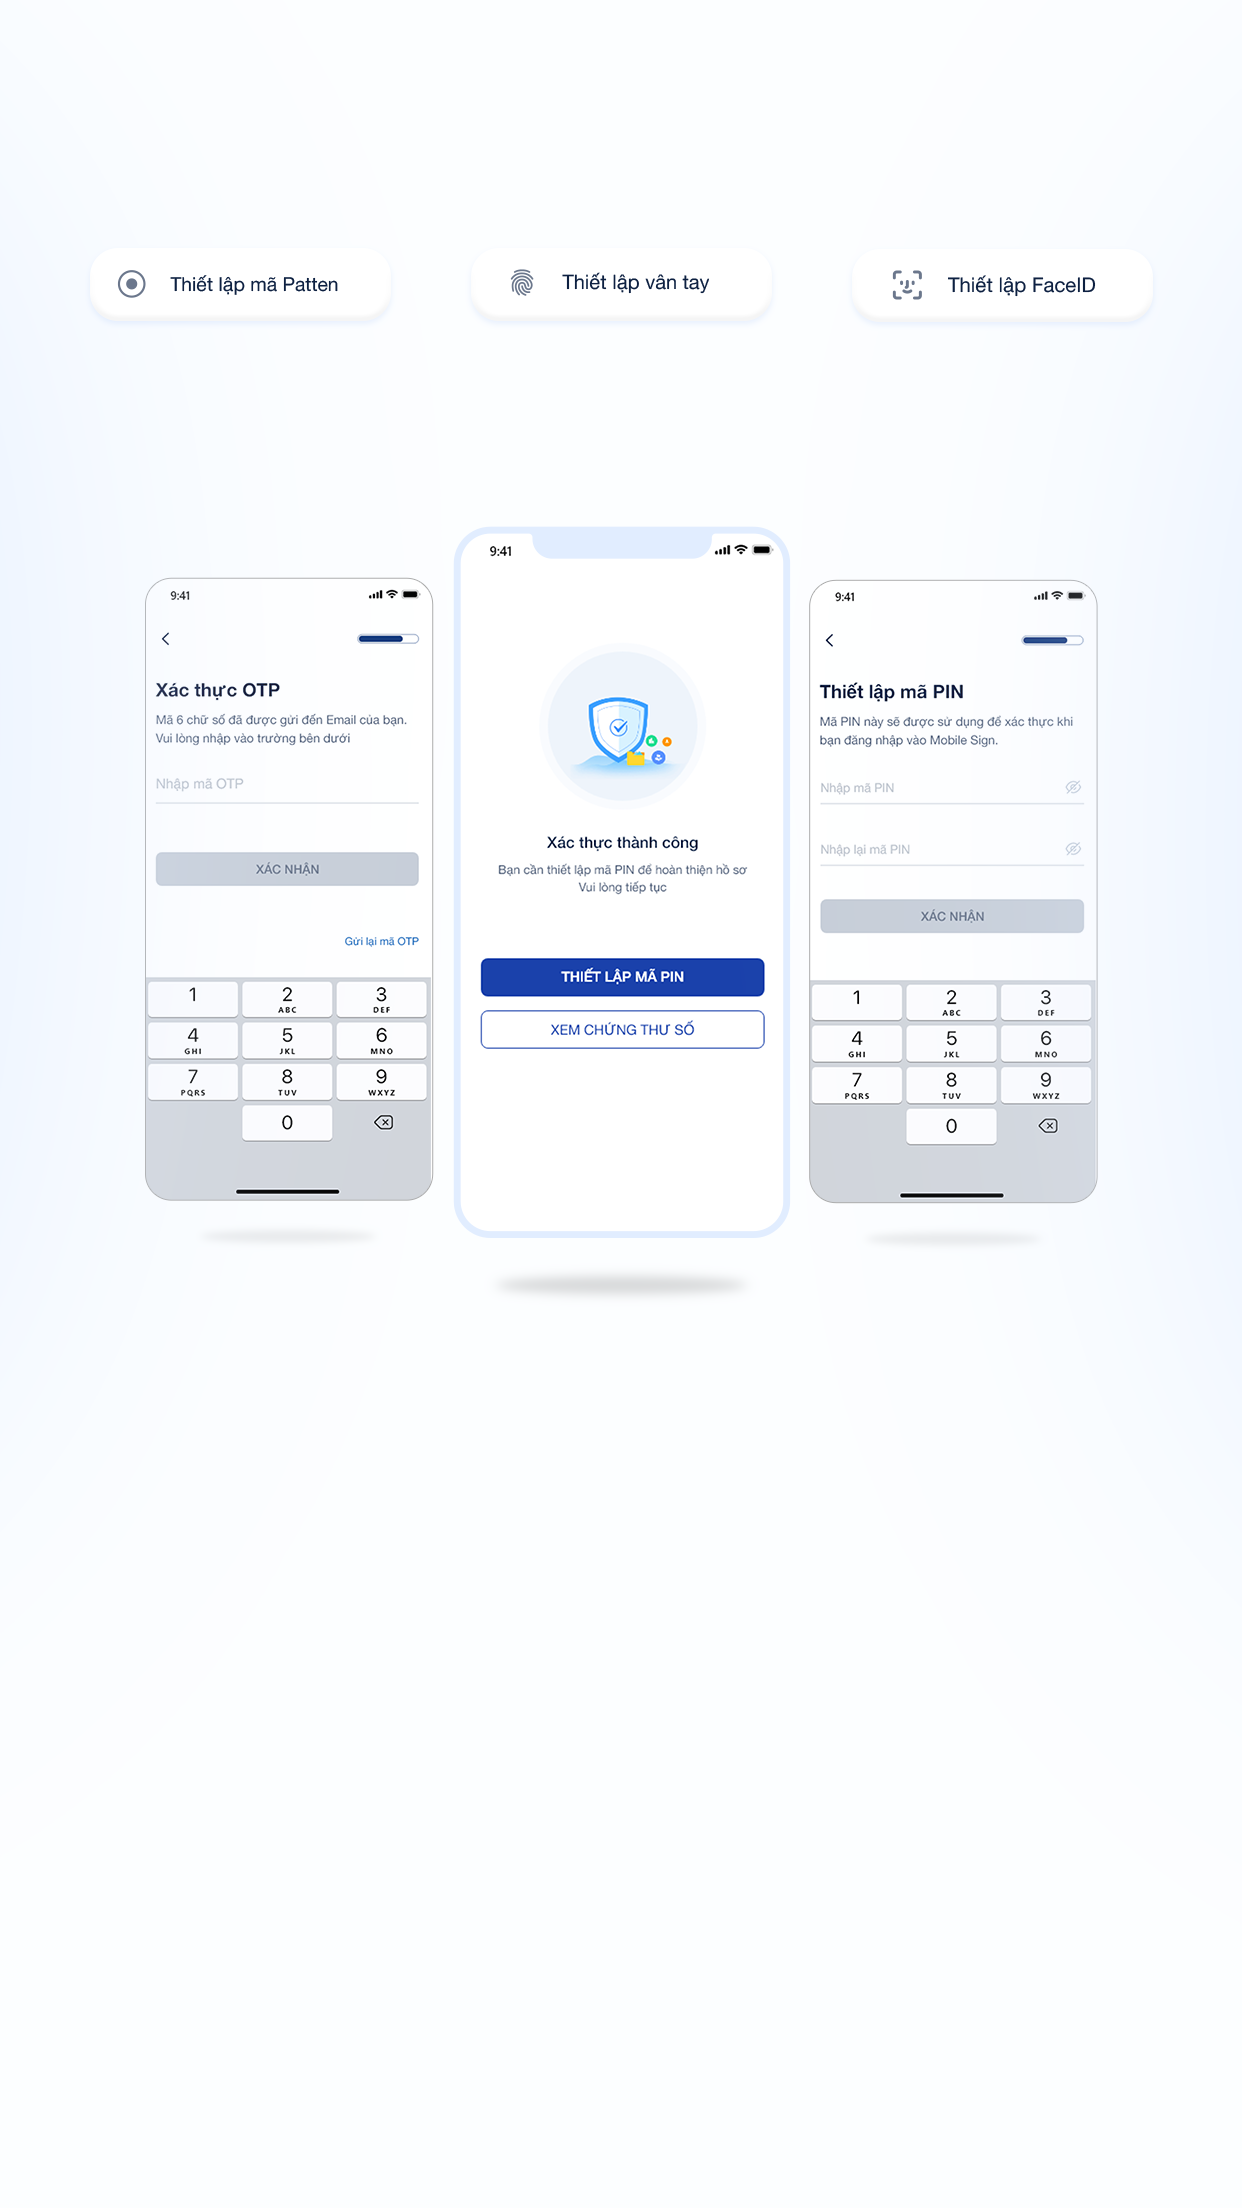 Thiết lập mã Patten
Thiết lập vân tay
Thiết lập FaceID
9:41
Xác thực OTP
Mã 6 chữ số đã được gửi đến Email của bạn.
Vui lòng nhập vào trường bên dưới
Nhập mã OTP
XÁC NHẬN
Gửi lại mã OTP
1
2
ABC
3
DEF
4
GHI
5
JKL
6
MNO
7
PQRS
8
TUV
9
WXYZ
0
9:41
Xác thực thành công
Bạn cần thiết lập mã PIN để hoàn thiện hồ sơ
Vui lòng tiếp tục
THIẾT LẬP MÃ PIN
XEM CHỨNG THƯ SỐ
9:41
Thiết lập mã PIN
Mã PIN này sẽ được sử dụng để xác thực khi
bạn đăng nhập vào Mobile Sign.
Nhập mã PIN
Nhập lại mã PIN
XÁC NHẬN
1
2
ABC
3
DEF
4
GHI
5
JKL
6
MNO
7
PQRS
8
TUV
9
WXYZ
0